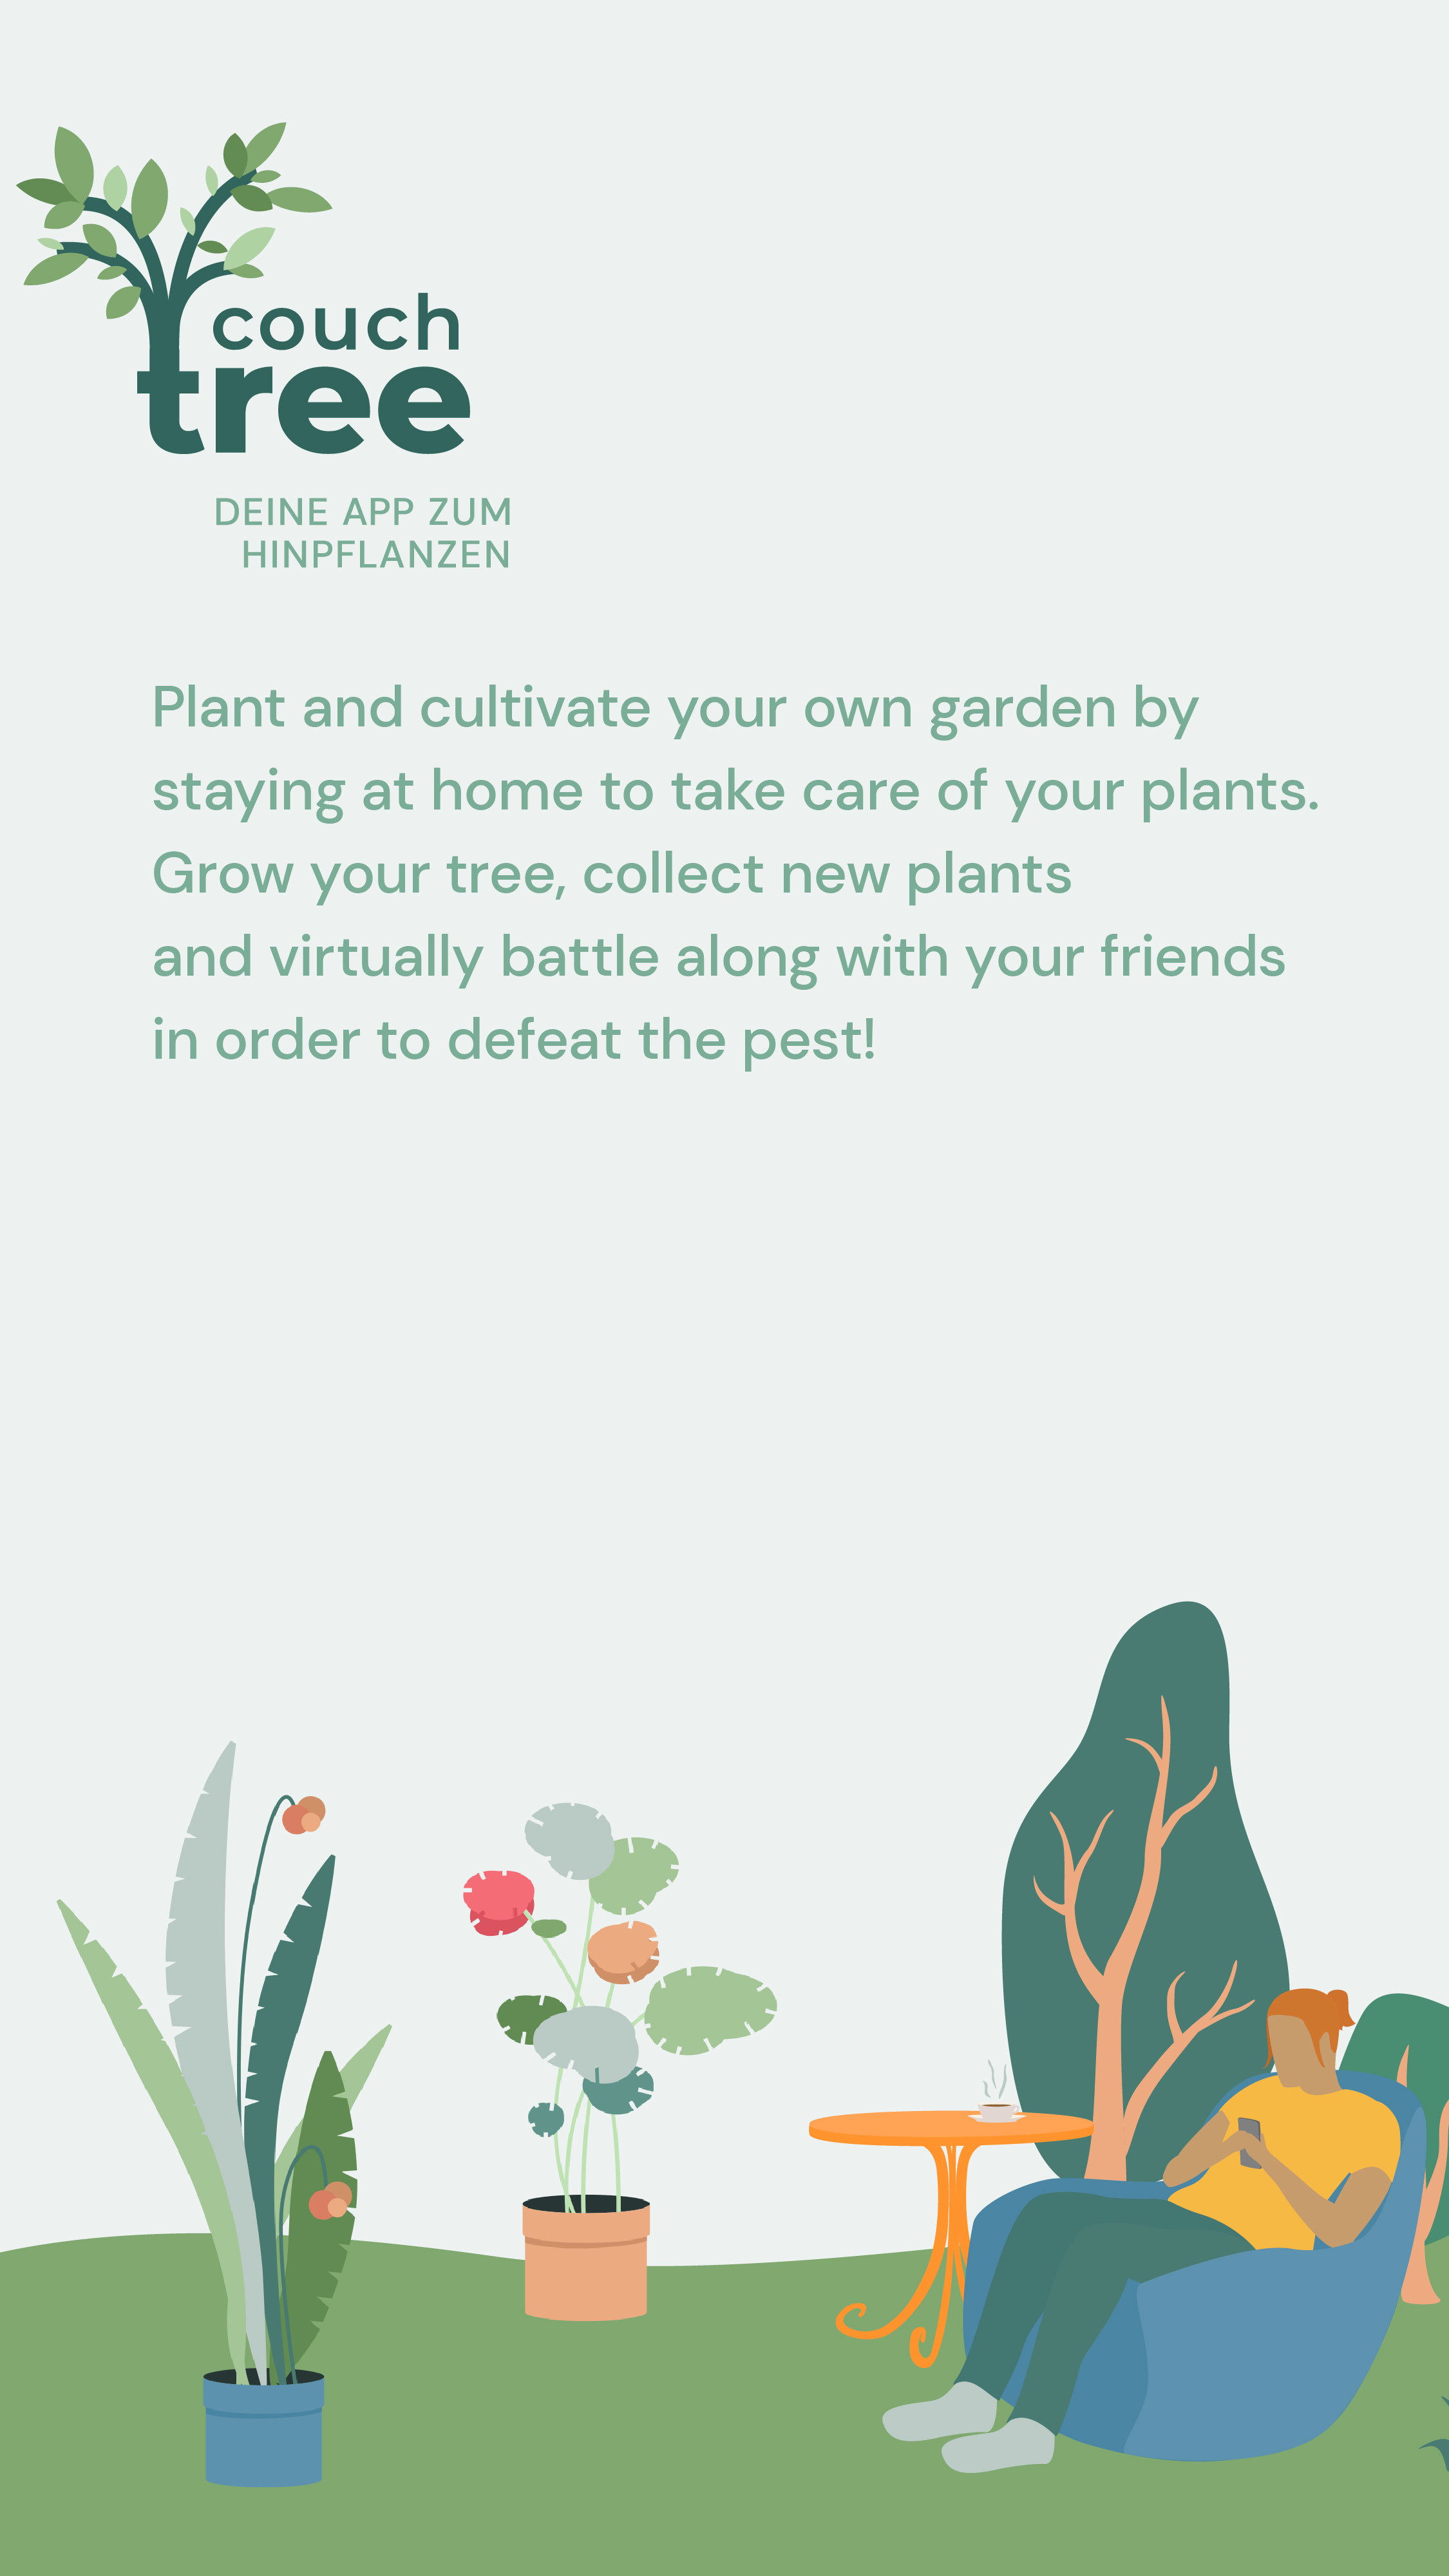 couch
tree
DEINE APP ZUM
HINPFLANZEN
Plant and cultivate your own garden by
staying at home to take care of your plants.
Grow your tree, collect new plants
and virtually battle along with your friends
in order to defeat the pest!